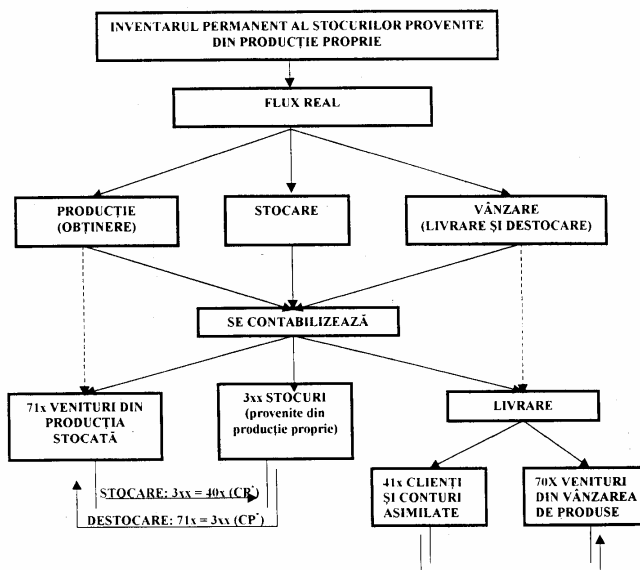 INVENTARUL PERMANENT AL STOCURILOR PROVENITE
DIN PRODUCȚIE PROPRIE
FLUX REAL
PRODUCȚIE
(OBȚINERE)
STOCARE
VÂNZARE
(LIVRARE ȘI DESTOCARE)
SE CONTABILIZEAZĂ
71x VENITURI DIN
PRODUCȚIA
STOCATĂ
3xx STOCURI
(provenite din
producție proprie)
LIVRARE
STOCARE: 3xx = 40x (CP*)
DESTOCARE: 71x = 3xx (CP*)
41x CLIENȚI
ȘI CONTURI
ASIMILATE
70X VENITURI
DIN VÂNZAREA
DE PRODUSE